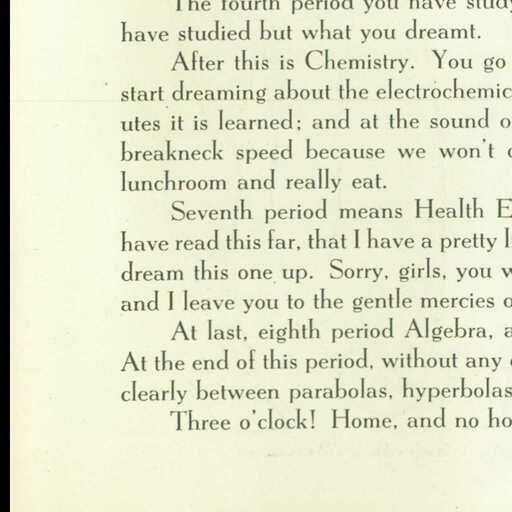 The fourth period you have study
have studied but what you dreamt.
After this is Chemistry. You go
start dreaming about the electrochemic
utes it is learned; and at the sound o
breakneck speed because we won't
lunchroom and really eat.
Seventh period means Health E
have read this far, that I have a pretty l
dream this one up. Sorry, girls, you w
and I leave you to the gentle mercies o
At last, eighth period Algebra, a
At the end of this period, without any
clearly between parabolas, hyperbolas
Three o'clock! Home, and no ho